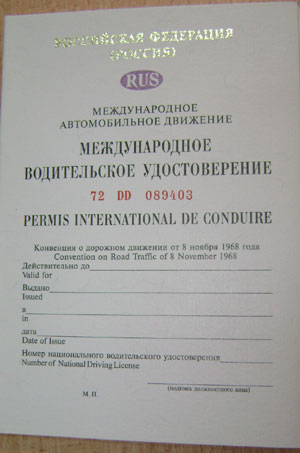 РОССИЙСКАЯ ФЕДЕРАЦИЯ
(РОССИЯ)
RUS
МЕЖДУНАРОДНОЕ
АВТОМОБИЛЬНОЕ ДВИЖЕНИЕ
МЕЖДУНАРОДНОЕ
ВОДИТЕЛЬСКОЕ УДОСТОВЕРЕНИЕ
72 DD 089403
PERMIS INTERNATIONAL DE CONDUIRE
Конвенция о дорожном движении от 8 ноября 1968 года
Convention on Road Traffic of 8 November 1968
Действительно до
Valid for
Выдано
Issued
в
in
дата
Date of Issue
Номер национального водительского удостоверения
Number of National Driving License
М. П.
(подпись должностного лица)